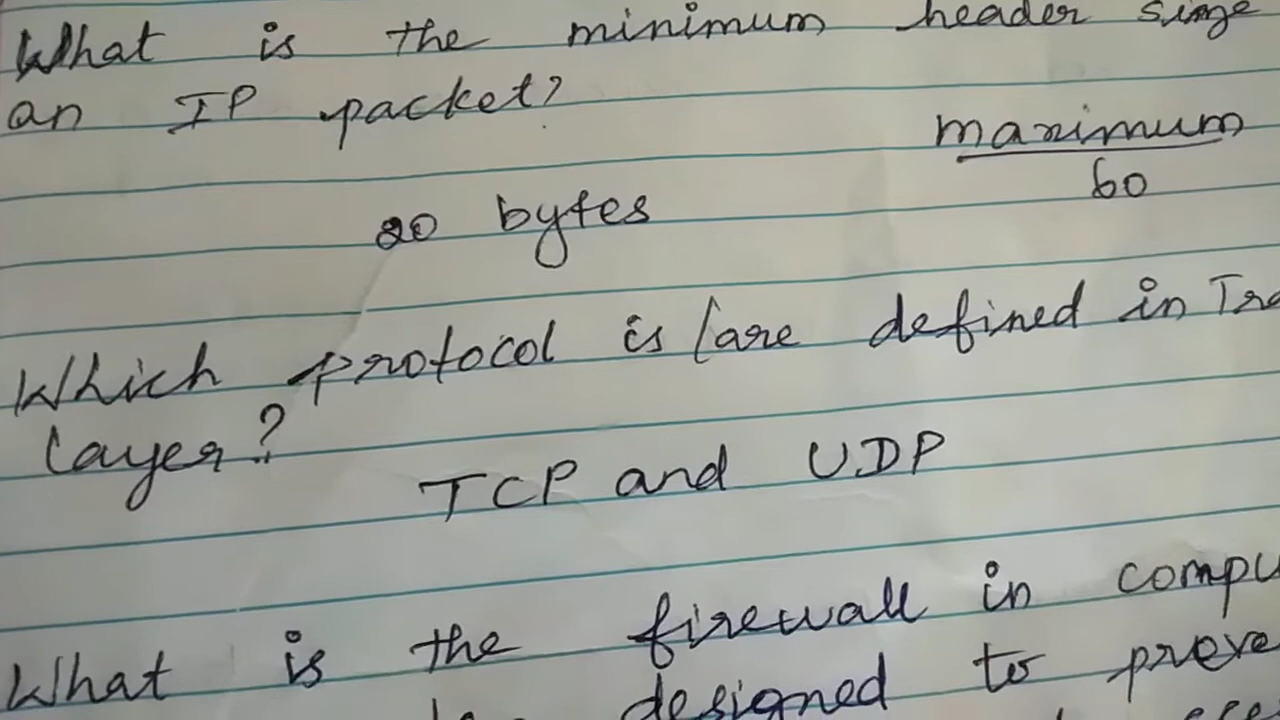 What is the minimum header size
an IP packet?
maximum
60
20 bytes
Which protocol is/are defined in Tra
layer?
TCP and UDP
What is the firewall in compu
designed to preve